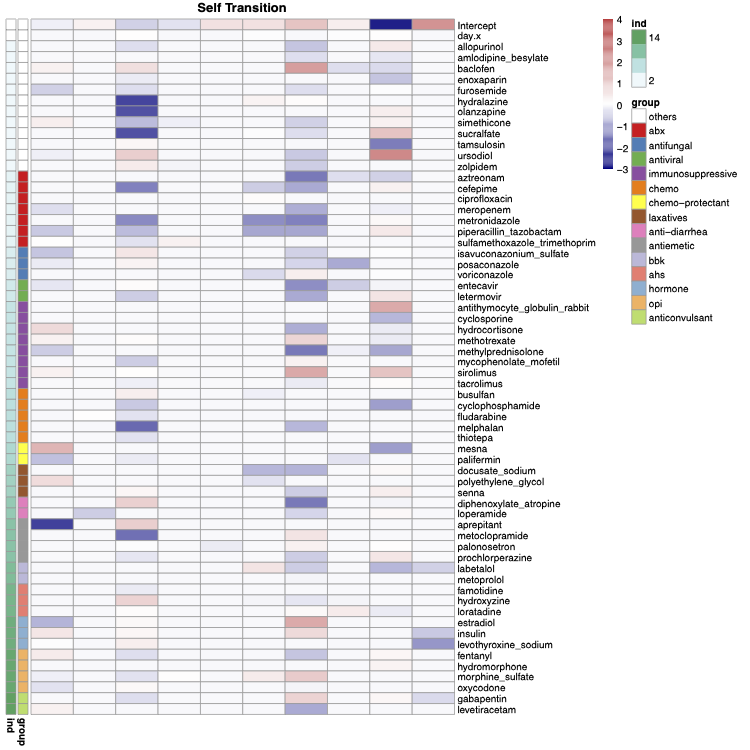 Self Transition
Intercept
day.x
allopurinol
amlodipine_besylate
baclofen
enoxaparin
furosemide
hydralazine
olanzapine
simethicone
sucralfate
tamsulosin
ursodiol
zolpidem
aztreonam
cefepime
ciprofloxacin
meropenem
metronidazole
piperacillin_tazobactam
sulfamethoxazole_trimethoprim
isavuconazonium_sulfate
posaconazole
voriconazole
entecavir
letermovir
antithymocyte_globulin_rabbit
cyclosporine
hydrocortisone
methotrexate
methylprednisolone
mycophenolate_mofetil
sirolimus
tacrolimus
busulfan
cyclophosphamide
fludarabine
melphalan
thiotepa
mesna
palifermin
docusate_sodium
polyethylene_glycol
senna
diphenoxylate_atropine
loperamide
aprepitant
metoclopramide
palonosetron
prochlorperazine
labetalol
metoprolol
famotidine
hydroxyzine
loratadine
estradiol
insulin
levothyroxine_sodium
fentanyl
hydromorphone
morphine_sulfate
oxycodone
gabapentin
levetiracetam
ind
group
4
3
2
1
0
−1
−2
−3
ind
14
2
group
others
abx
antifungal
antiviral
immunosuppressive
chemo
chemo−protectant
laxatives
anti−diarrhea
antiemetic
bbk
ahs
hormone
opi
anticonvulsant